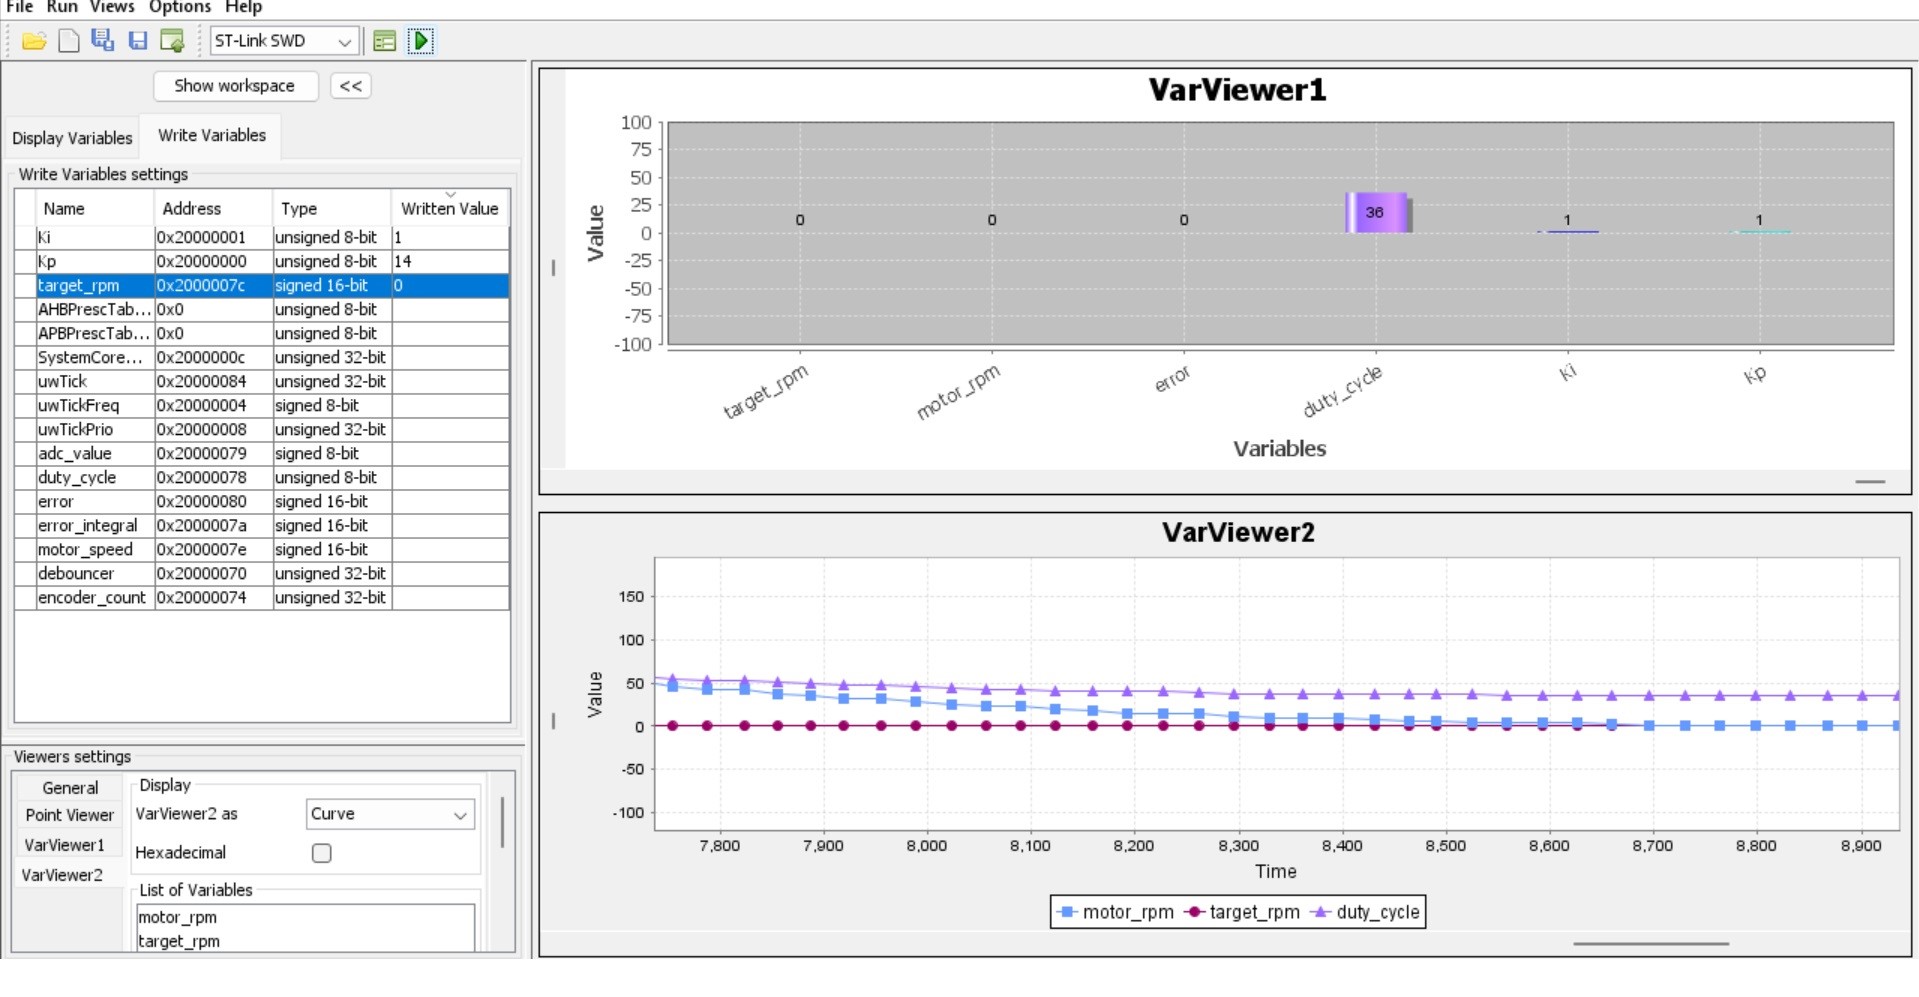 File Run Views Options Help
ST-Link SWD
Show workspace <<
Display Variables Write Variables
Write Variables settings
Name Address Type Written Value
Ki 0x20000001 unsigned 8-bit 1
Kp 0x20000000 unsigned 8-bit 14
target_rpm 0x2000007c signed 16-bit 0
AHBPrescTab... 0x0 unsigned 8-bit
APBPrescTab... 0x0 unsigned 8-bit
SystemCore... 0x2000000c unsigned 32-bit
uwTick 0x20000084 unsigned 32-bit
uwTickFreq 0x20000004 signed 8-bit
uwTickPrio 0x20000008 unsigned 32-bit
adc_value 0x20000079 signed 8-bit
duty_cycle 0x20000078 unsigned 8-bit
error 0x20000080 signed 16-bit
error_integral 0x2000007a signed 16-bit
motor_speed 0x2000007e signed 16-bit
debouncer 0x20000070 unsigned 32-bit
encoder_count 0x20000074 unsigned 32-bit
Viewers settings
General
Point Viewer
VarViewer1
VarViewer2
Display
VarViewer2 as Curve
Hexadecimal
List of Variables
motor_rpm
target_rpm
VarViewer1
Value
100
75
50
25
0
-25
-50
-75
-100
0 0 0 36 1 1
target_rpm motor_rpm error duty_cycle Ki Kp
Variables
VarViewer2
Value
150
100
50
0
-50
-100
7,800 7,900 8,000 8,100 8,200 8,300 8,400 8,500 8,600 8,700 8,800 8,900
Time
motor_rpm target_rpm duty_cycle